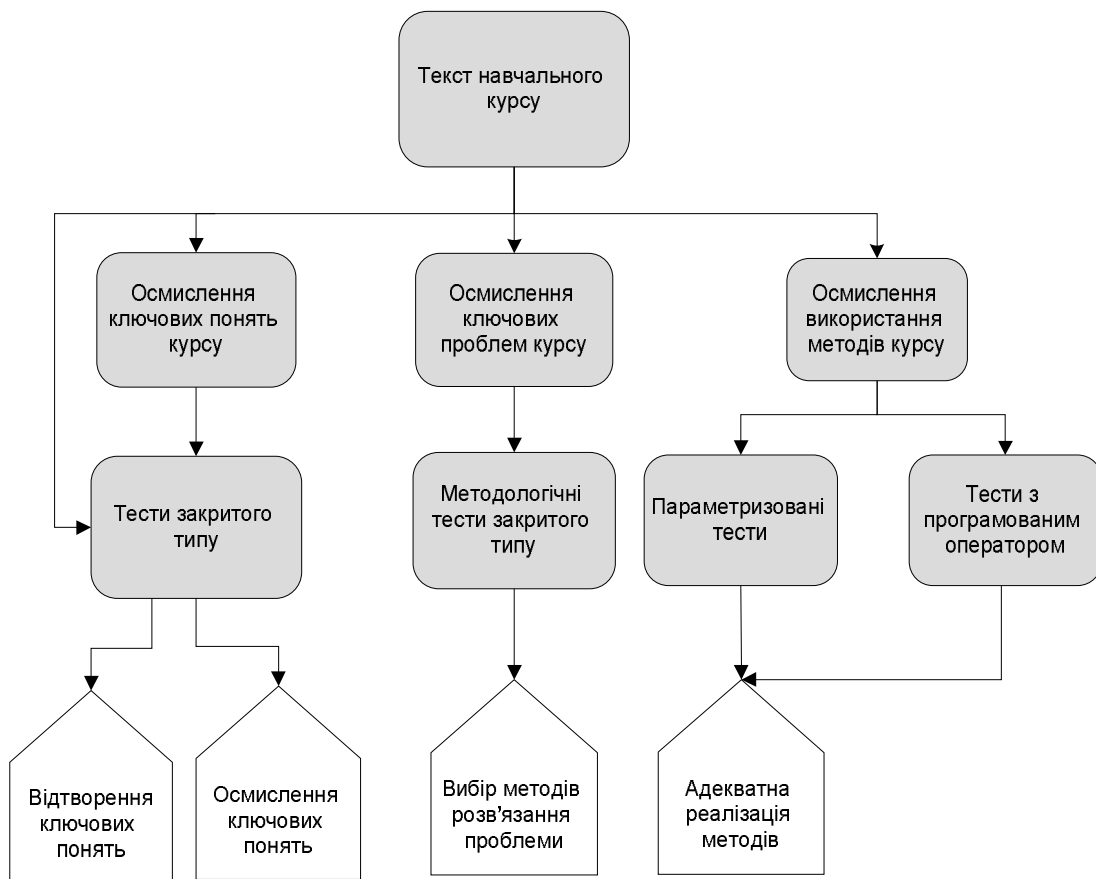 Текст навчального
курсу
Осмислення
ключових понять
курсу
Осмислення
ключових
проблем курсу
Осмислення
використання
методів курсу
Тести закритого
типу
Методологічні
тести закритого
типу
Параметризовані
тести
Тести з
програмованим
оператором
Відтворення
ключових
понять
Осмислення
ключових
понять
Вибір методів
розв’язання
проблеми
Адекватна
реалізація
методів